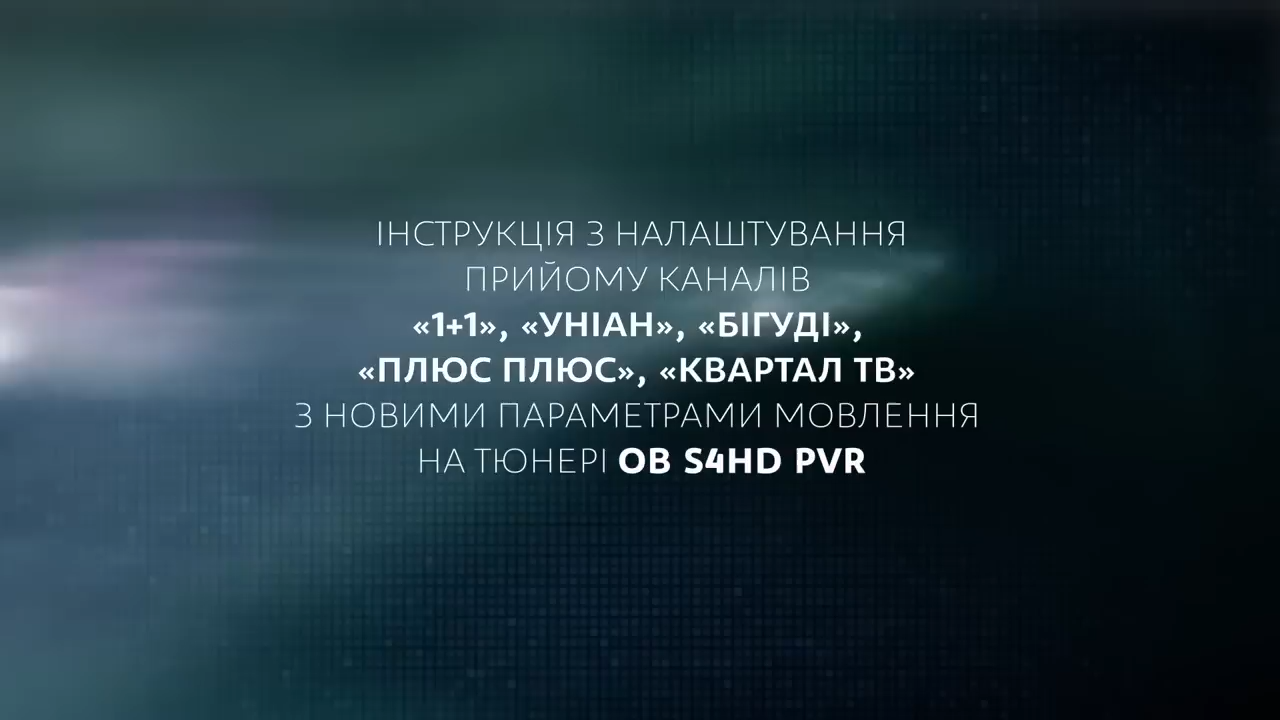 ІНСТРУКЦІЯ З НАЛАШТУВАННЯ
ПРИЙОМУ КАНАЛІВ
«1+1», «УНІАН», «БІГУДІ»,
«ПЛЮС ПЛЮС», «КВАРТАЛ ТВ»
З НОВИМИ ПАРАМЕТРАМИ МОВЛЕННЯ
НА ТЮНЕРІ OB S4HD PVR